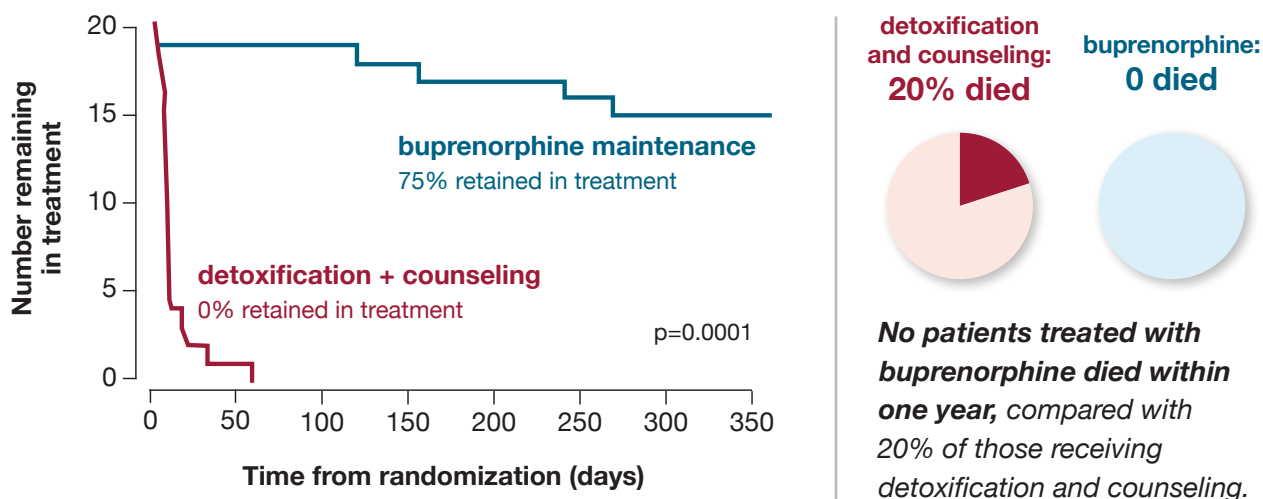 20
15
10
5
0
Number remaining
in treatment
buprenorphine maintenance
75% retained in treatment
detoxification + counseling
0% retained in treatment
p=0.0001
0 50 100 150 200 250 300 350
Time from randomization (days)
detoxification
and counseling:
20% died
buprenorphine:
0 died
No patients treated with
buprenorphine died within
one year, compared with
20% of those receiving
detoxification and counseling.